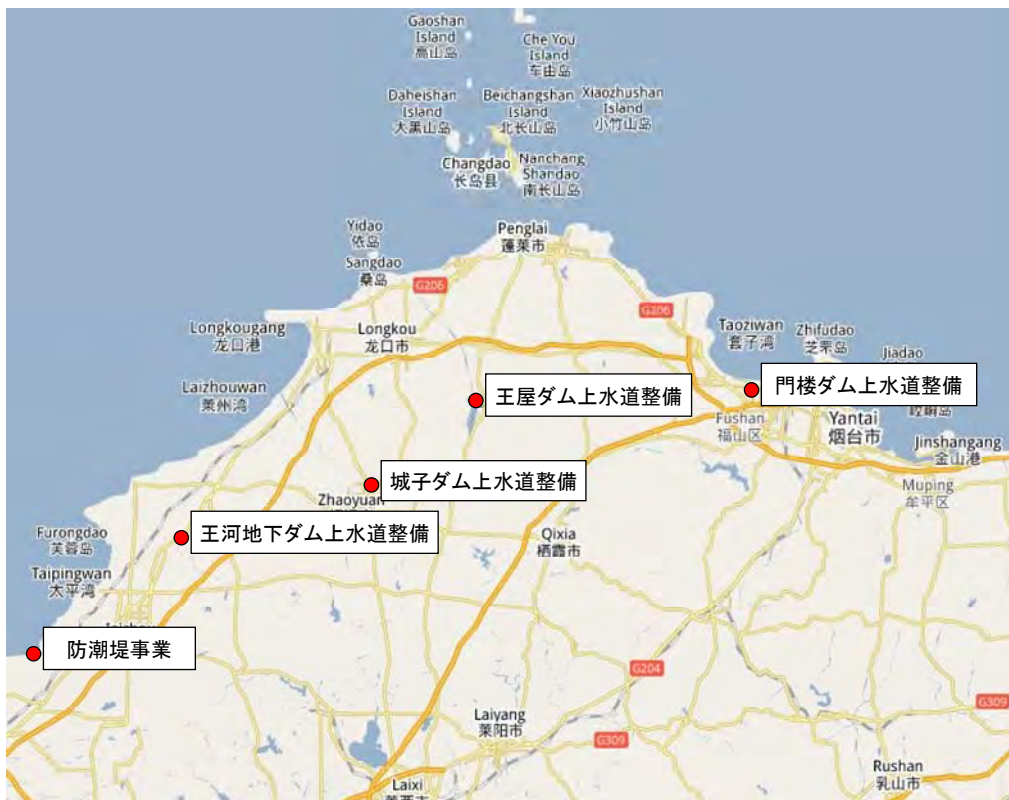 Gaoshan
Island
高山岛
Che You
Island
车由岛
Daheishan
Island
大黑山岛
Beichangshan
Island
北长山岛
Xiaozhushan
Island
小竹山岛
Changdao
长岛县
Nanchang
Shandao
南长山岛
Yidao
依岛
Sangdao
桑岛
Penglai
蓬莱市
G206
G206
Longkougang
龙口港
Longkou
龙口市
Taoziwan
套子湾
Zhifudao
芝罘岛
Jiadao
崆峒岛
Laizhouwan
莱州湾
王屋ダム上水道整備
門楼ダム上水道整備
Fushan
福山区
Yantai
烟台市
Jinshangang
金山港
城子ダム上水道整備
Zhaoyuan
Muping
牟平区
王河地下ダム上水道整備
Furongdao
芙蓉岛
Qixia
栖霞市
Taipingwan
太平湾
防潮堤事業
G204
Laiyang
莱阳市
G309
G309
Laixi
莱西市
Rushan
乳山市